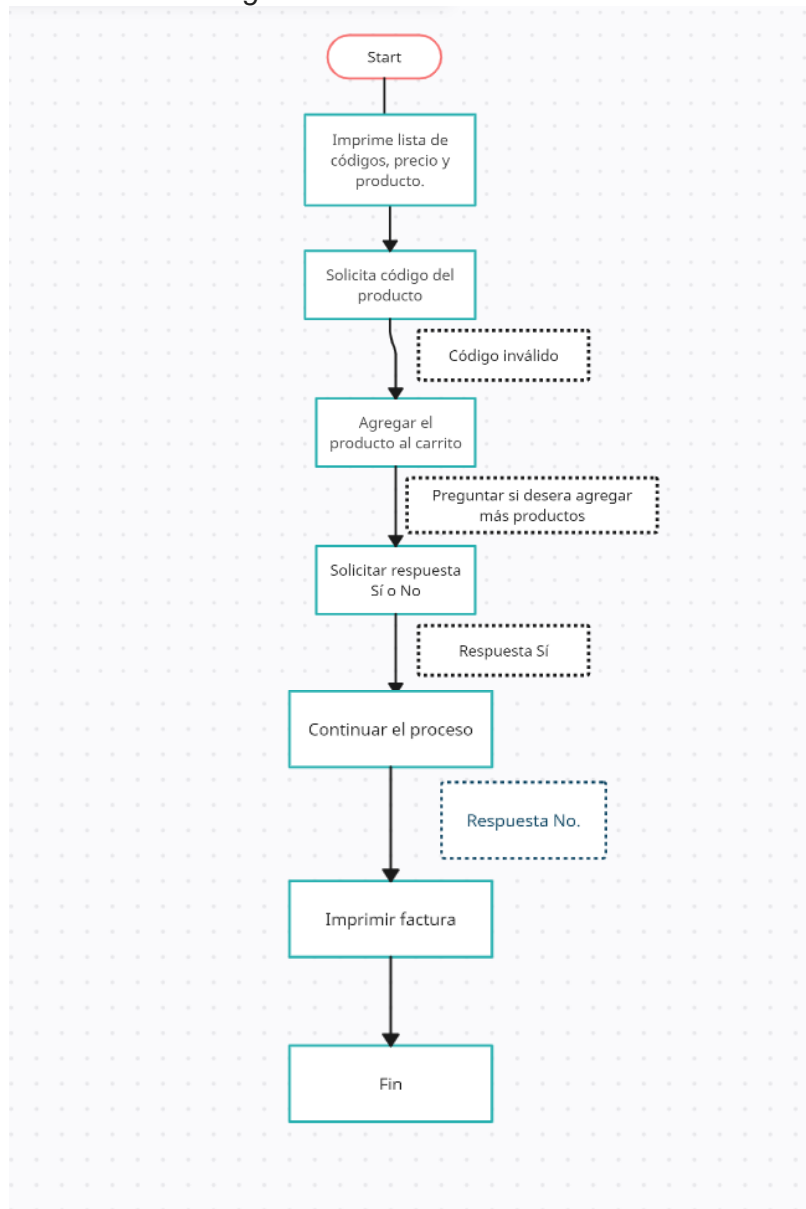 Start
Imprime lista de
códigos, precio y
producto.
Solicita código del
producto
Código inválido
Agregar el
producto al carrito
Preguntar si desera agregar
más productos
Solicitar respuesta
Sí o No
Respuesta Sí
Continuar el proceso
Respuesta No.
Imprimir factura
Fin